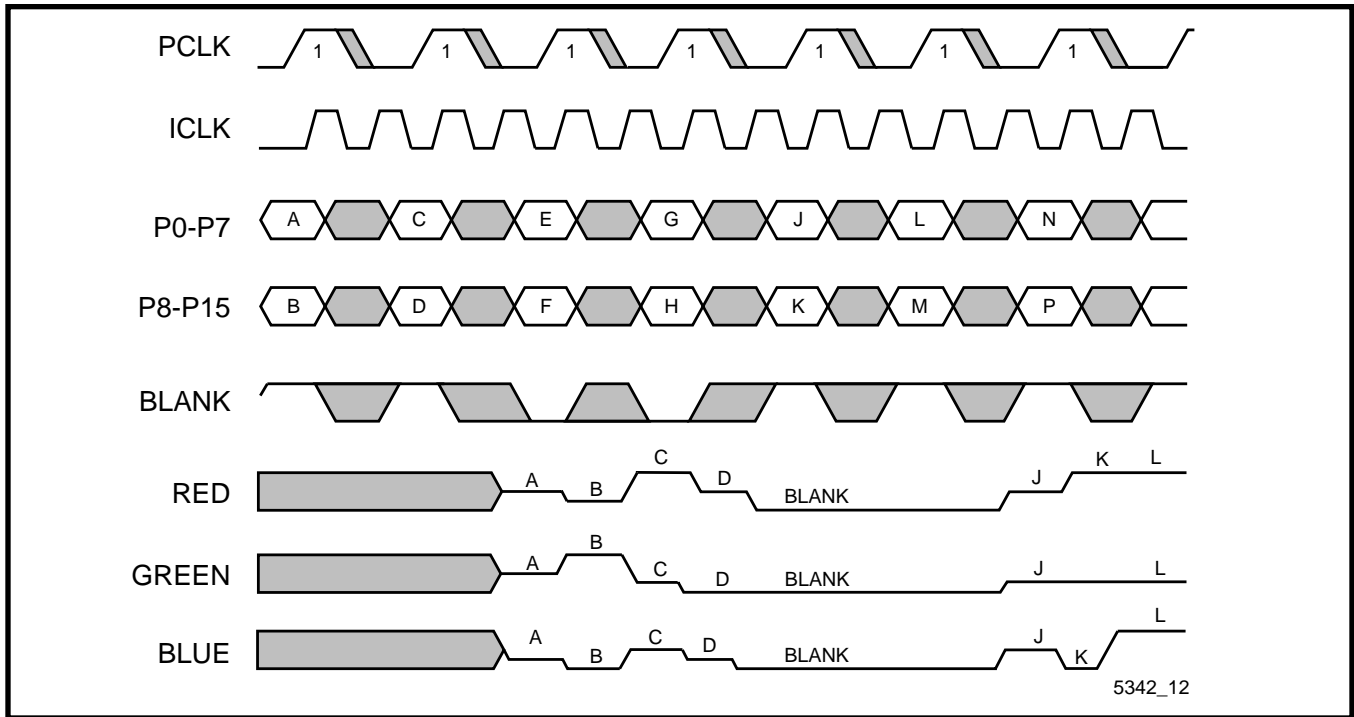 PCLK 1 1 1 1 1 1 1
ICLK
P0-P7 A C E G J L N
P8-P15 B D F H K M P
BLANK
RED A B C D BLANK J K L
GREEN A B C D BLANK J L
BLUE A B C D BLANK J K L
5342_12